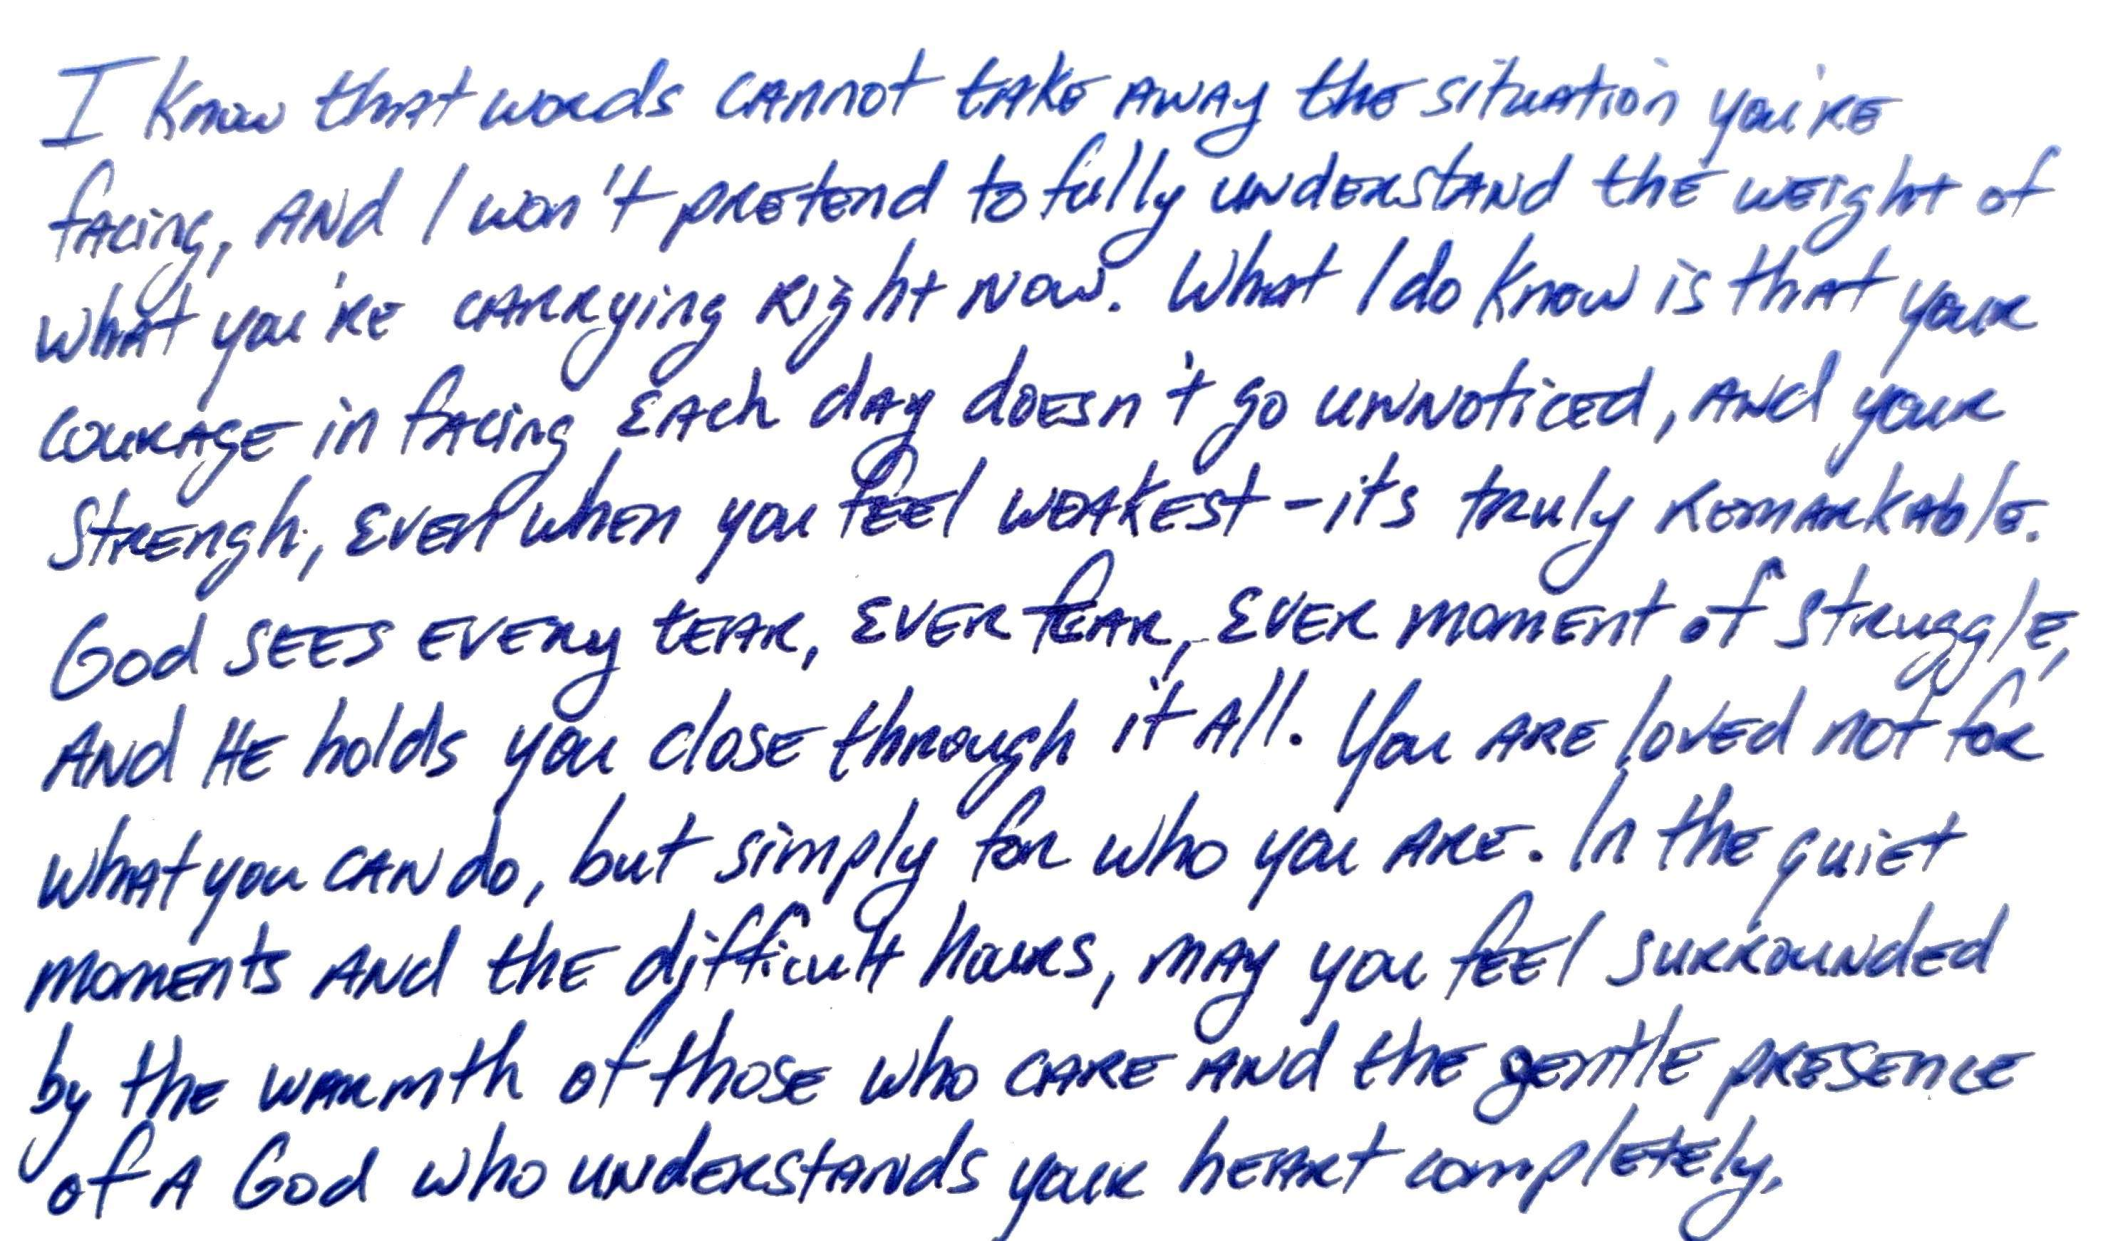 I know that words cannot take away the situation you're
facing, and I won't pretend to fully understand the weight of
what you're carrying right now. What I do know is that your
courage in facing each day doesn't go unnoticed, and your
strengh, even when you feel weakest - it's truly remarkable.
God sees every tear, ever fear, ever moment of struggle,
and He holds you close through it all. You are loved not for
what you can do, but simply for who you are. In the quiet
moments and the difficult hours, may you feel surrounded
by the warmth of those who care and the gentle presence
of a God who understands your heart completely.